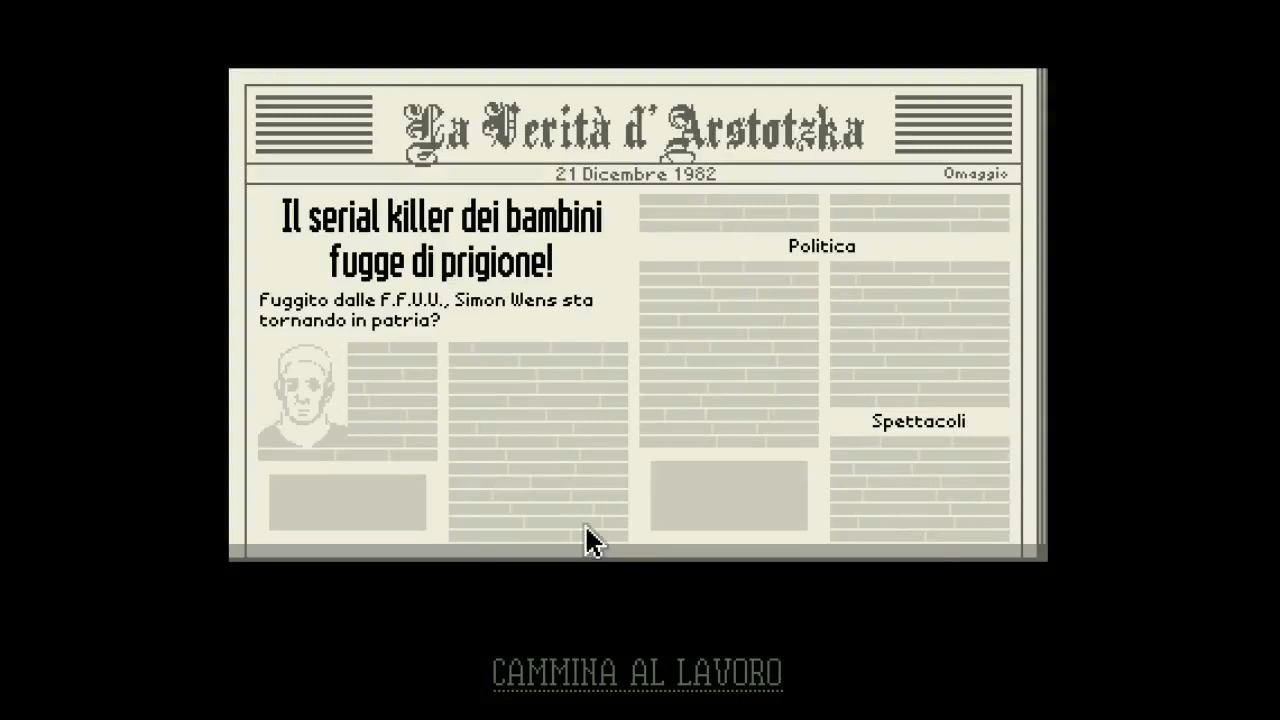 La Verità d'Arstotzka
21 Dicembre 1982
Omaggio
Il serial killer dei bambini
fugge di prigione!
Fuggito dalle F.F.U.U., Simon Wens sta
tornando in patria?
Politica
Spettacoli
CAMMINA AL LAVORO